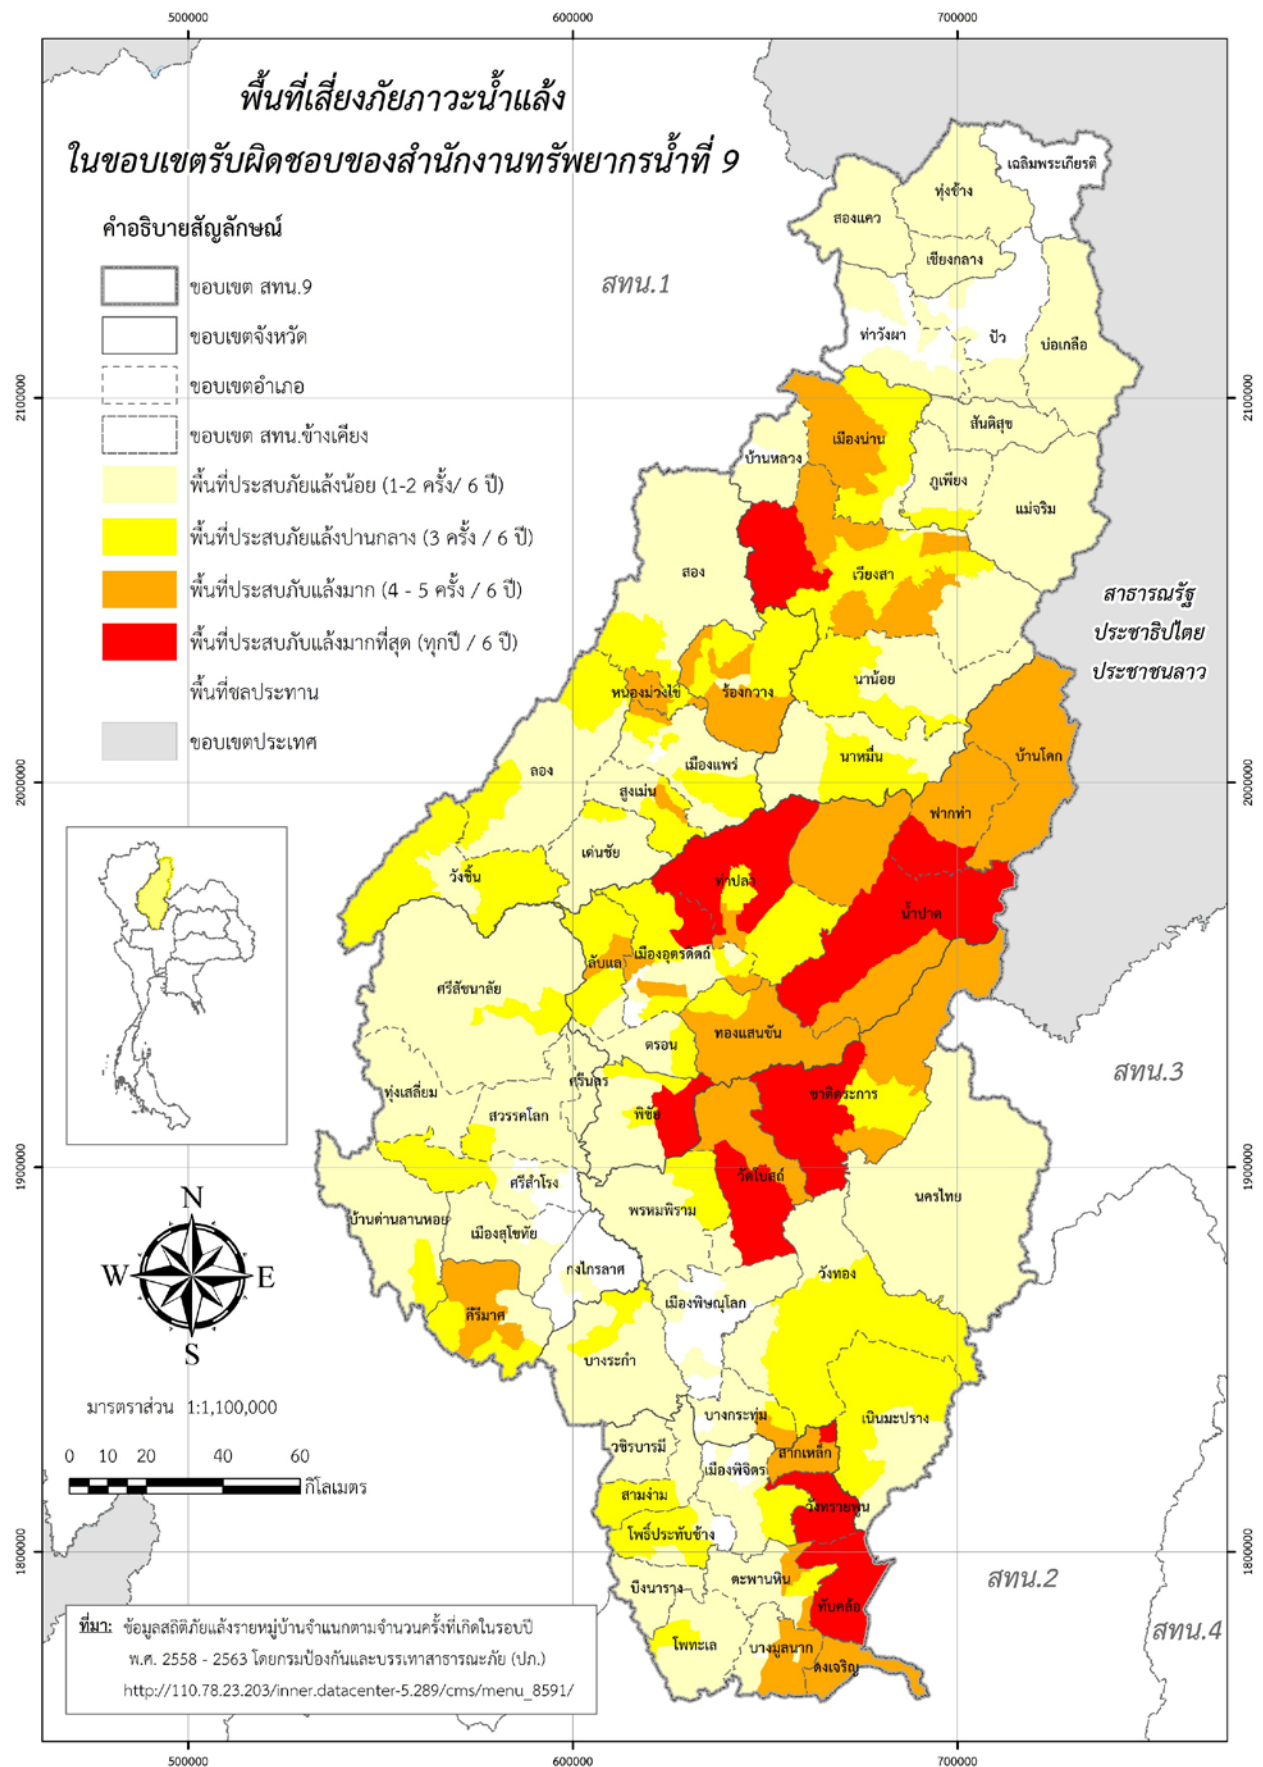 500000
600000
700000
พื้นที่เสี่ยงภัยภาวะน้ำแล้ง
ในขอบเขตรับผิดชอบของสำนักงานทรัพยากรน้ำที่ 9
คำอธิบายสัญลักษณ์
ขอบเขต สทน.9
ขอบเขตจังหวัด
ขอบเขตอำเภอ
ขอบเขต สทน.ข้างเคียง
พื้นที่ประสบภัยแล้งน้อย (1-2 ครั้ง/ 6 ปี)
พื้นที่ประสบภัยแล้งปานกลาง (3 ครั้ง / 6 ปี)
พื้นที่ประสบภับแล้งมาก (4 - 5 ครั้ง / 6 ปี)
พื้นที่ประสบภับแล้งมากที่สุด (ทุกปี / 6 ปี)
พื้นที่ชลประทาน
ขอบเขตประเทศ
สทน.1
เฉลิมพระเกียรติ
ทุ่งช้าง
สองแคว
เชียงกลาง
ท่าวังผา
ปัว
บ่อเกลือ
2100000
2100000
สันติสุข
เมืองน่าน
บ้านหลวง
ภูเพียง
แม่จริม
สอง
เวียงสา
สาธารณรัฐ
ประชาธิปไตย
ประชาชนลาว
หนองม่วงไข่
ร้องกวาง
นาน้อย
บ้านโคก
นาหมื่น
เมืองแพร่
ลอง
2000000
2000000
สูงเม่น
ฟากท่า
เด่นชัย
วังชิ้น
ท่าปลา
น้ำปาด
เมืองอุตรดิตถ์
ลับแล
ศรีสัชนาลัย
ทองแสนขัน
ตรอน
สทน.3
ศรีนคร
ทุ่งเสลี่ยม
ชาติตระการ
สวรรคโลก
พิชัย
1900000
1900000
วัดโบสถ์
ศรีสำโรง
นครไทย
พรหมพิราม
บ้านด่านลานหอย
เมืองสุโขทัย
กงไกรลาศ
วังทอง
เมืองพิษณุโลก
คีรีมาศ
บางระกำ
N
W
E
S
มาตราส่วน 1:1,100,000
0 10 20 40 60
กิโลเมตร
บางกระทุ่ม
เนินมะปราง
วชิรบารมี
สากเหล็ก
เมืองพิจิตร
สามง่าม
วังทรายพูน
โพธิ์ประทับช้าง
1800000
1800000
ตะพานหิน
บึงนาราง
สทน.2
ทับคล้อ
สทน.4
โพทะเล
บางมูลนาก
ดงเจริญ
ที่มา: ข้อมูลสถิติภัยแล้งรายหมู่บ้านจำแนกตามจำนวนครั้งที่เกิดในรอบปี
พ.ศ. 2558 - 2563 โดยกรมป้องกันและบรรเทาสาธารณะภัย (ปภ.)
http://110.78.23.203/inner.datacenter-5.289/cms/menu_8591/
500000
600000
700000